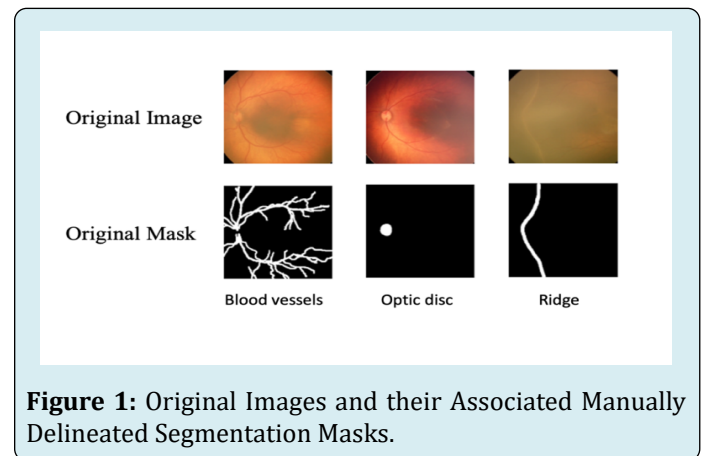 Original Image
Original Mask
Blood vessels
Optic disc
Ridge
Figure 1: Original Images and their Associated Manually
Delineated Segmentation Masks.